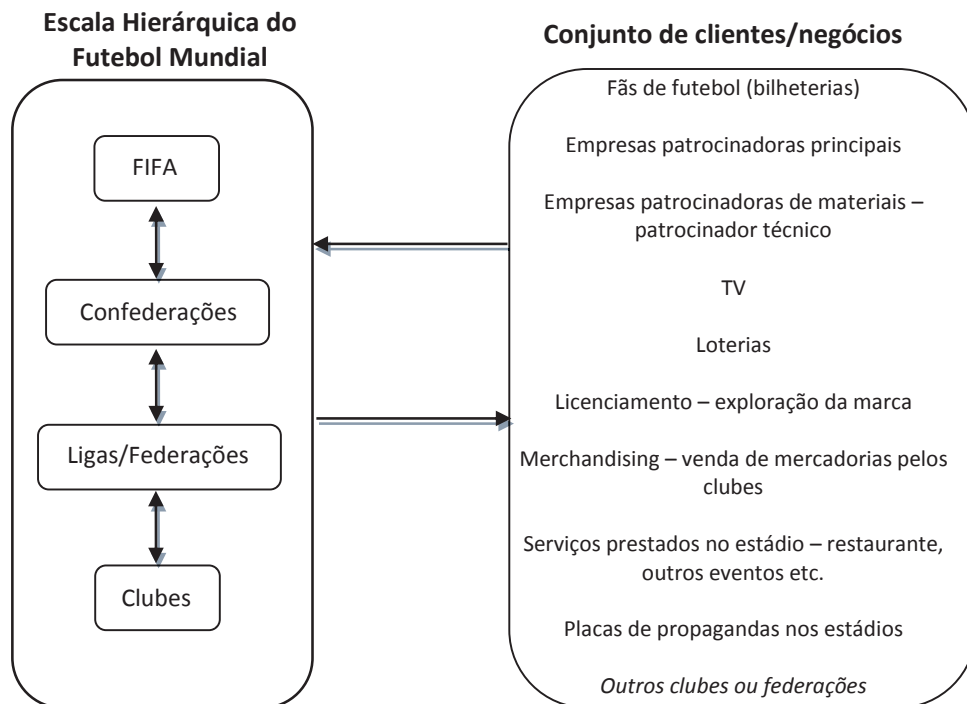 Escala Hierárquica do
Futebol Mundial
FIFA
Confederações
Ligas/Federações
Clubes
Conjunto de clientes/negócios
Fãs de futebol (bilheterias)
Empresas patrocinadoras principais
Empresas patrocinadoras de materiais –
patrocinador técnico
TV
Loterias
Licenciamento – exploração da marca
Merchandising – venda de mercadorias pelos
clubes
Serviços prestados no estádio – restaurante,
outros eventos etc.
Placas de propagandas nos estádios
Outros clubes ou federações